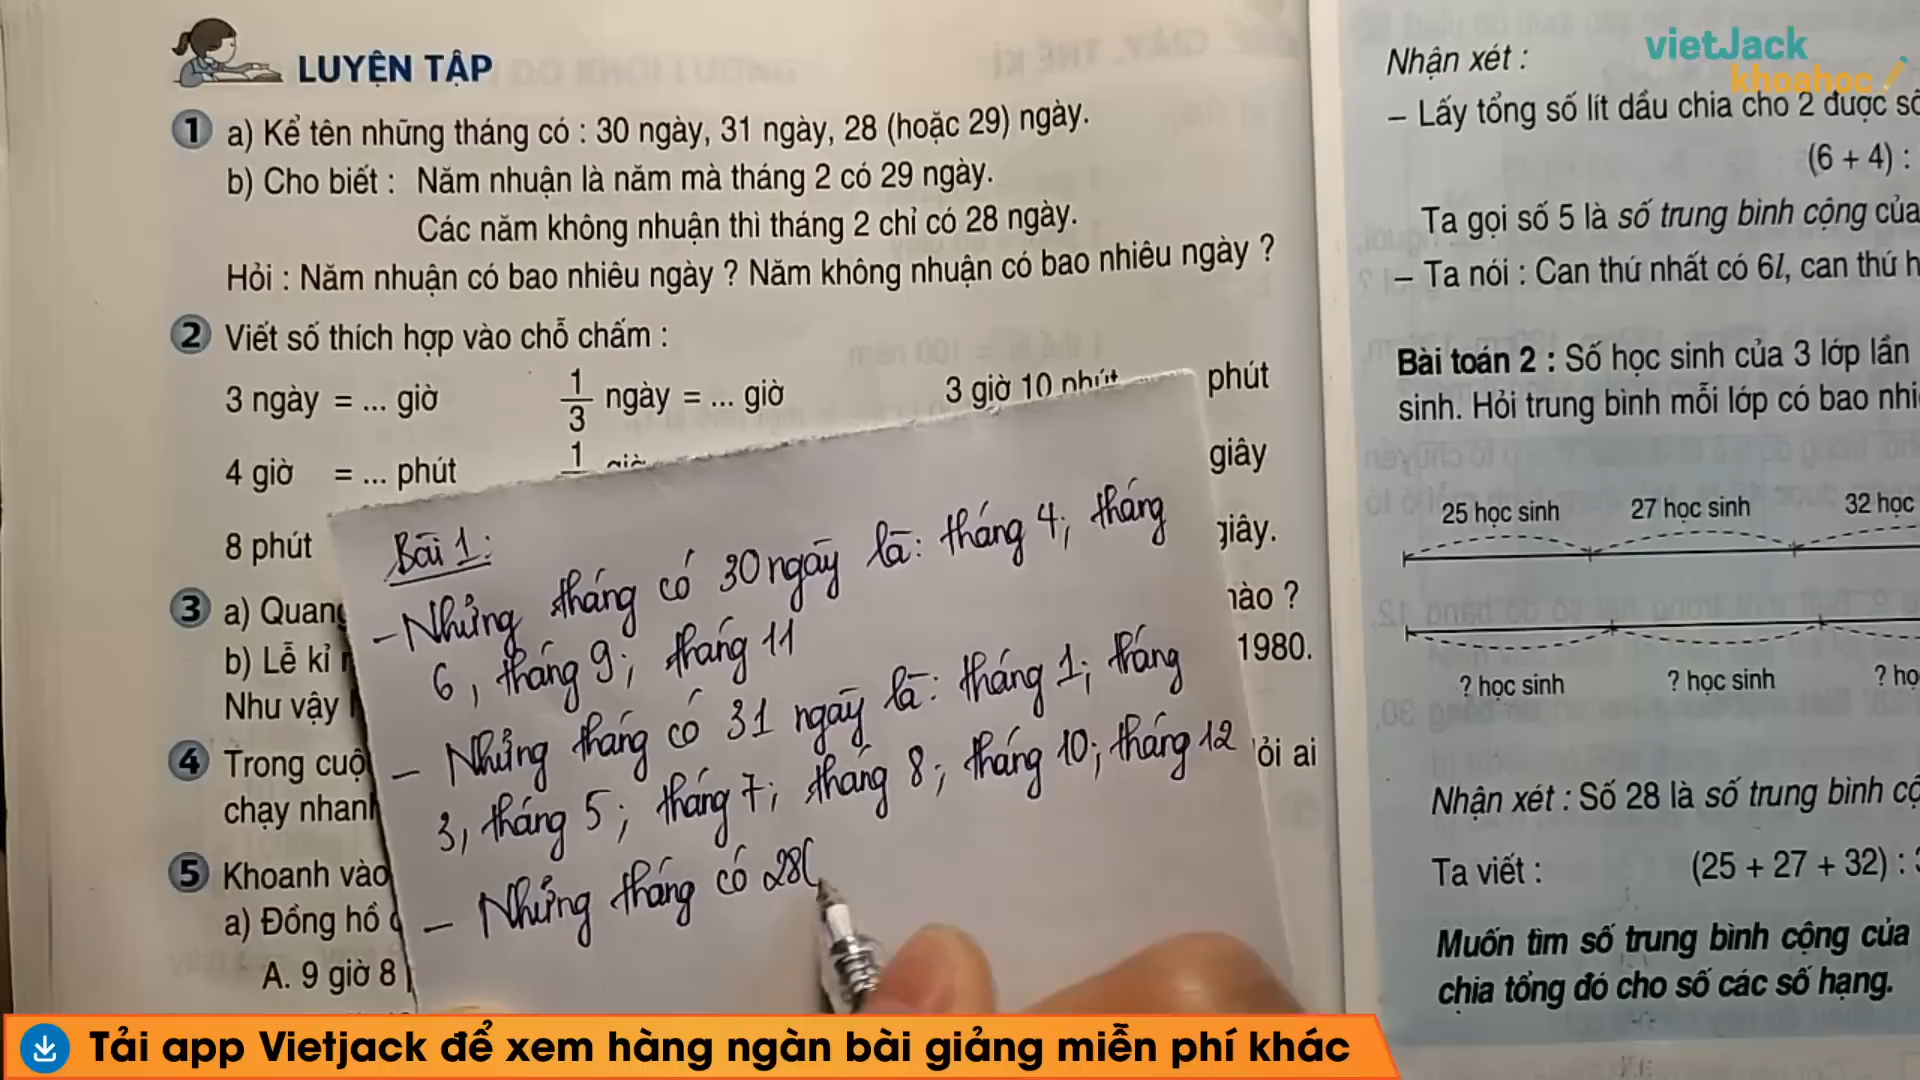 LUYỆN TẬP
1 a) Kể tên những tháng có : 30 ngày, 31 ngày, 28 (hoặc 29) ngày.
b) Cho biết : Năm nhuận là năm mà tháng 2 có 29 ngày.
Các năm không nhuận thì tháng 2 chỉ có 28 ngày.
Hỏi : Năm nhuận có bao nhiêu ngày ? Năm không nhuận có bao nhiêu ngày ?
2 Viết số thích hợp vào chỗ chấm :
3 ngày = ... giờ
1/3 ngày = ... giờ
3 giờ 10 phút phút
4 giờ = ... phút
1 giờ
giây
8 phút
giây.
3 a) Quang
nào ?
b) Lễ kỉ
1980.
Như vậy
4 Trong cuộ
ỏi ai
chạy nhanh
5 Khoanh vào
a) Đồng hồ
A. 9 giờ 8
Bài 1:
- Những tháng có 30 ngày là: tháng 4; tháng
6, tháng 9; tháng 11
- Những tháng có 31 ngày là: tháng 1; tháng
3, tháng 5; tháng 7; tháng 8; tháng 10; tháng 12
- Những tháng có 28(
vietJack
khoahoc
Nhận xét :
– Lấy tổng số lít dầu chia cho 2 được số
(6 + 4) :
Ta gọi số 5 là số trung bình cộng của
– Ta nói : Can thứ nhất có 6l, can thứ h
Bài toán 2 : Số học sinh của 3 lớp lần
sinh. Hỏi trung bình mỗi lớp có bao nhi
25 học sinh 27 học sinh 32 học
? học sinh ? học sinh ? họ
Nhận xét : Số 28 là số trung bình cộ
Ta viết : (25 + 27 + 32) : 3
Muốn tìm số trung bình cộng của
chia tổng đó cho số các số hạng.
Tải app Vietjack để xem hàng ngàn bài giảng miễn phí khác